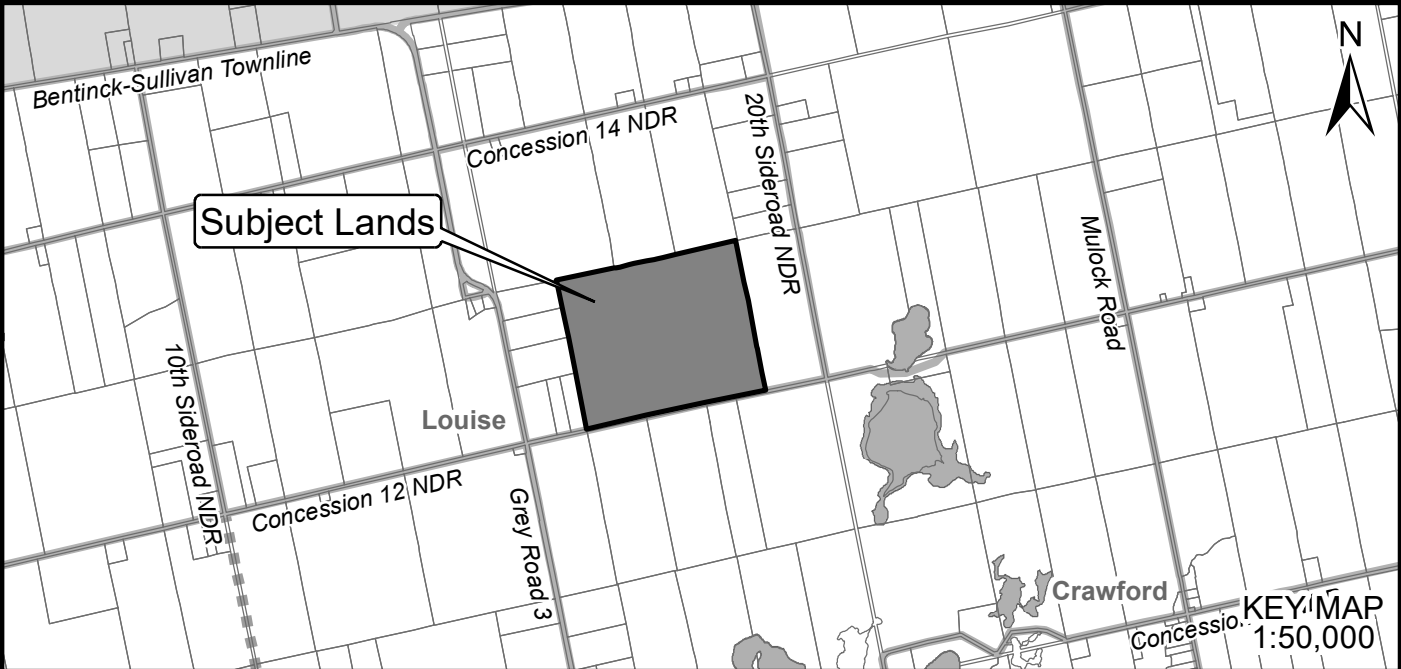 N
Bentinck-Sullivan Townline
Concession 14 NDR
20th Sideroad NDR
Subject Lands
Mulock Road
10th Sideroad NDR
Louise
Concession 12 NDR
Grey Road 3
Crawford
KEY MAP
1:50,000